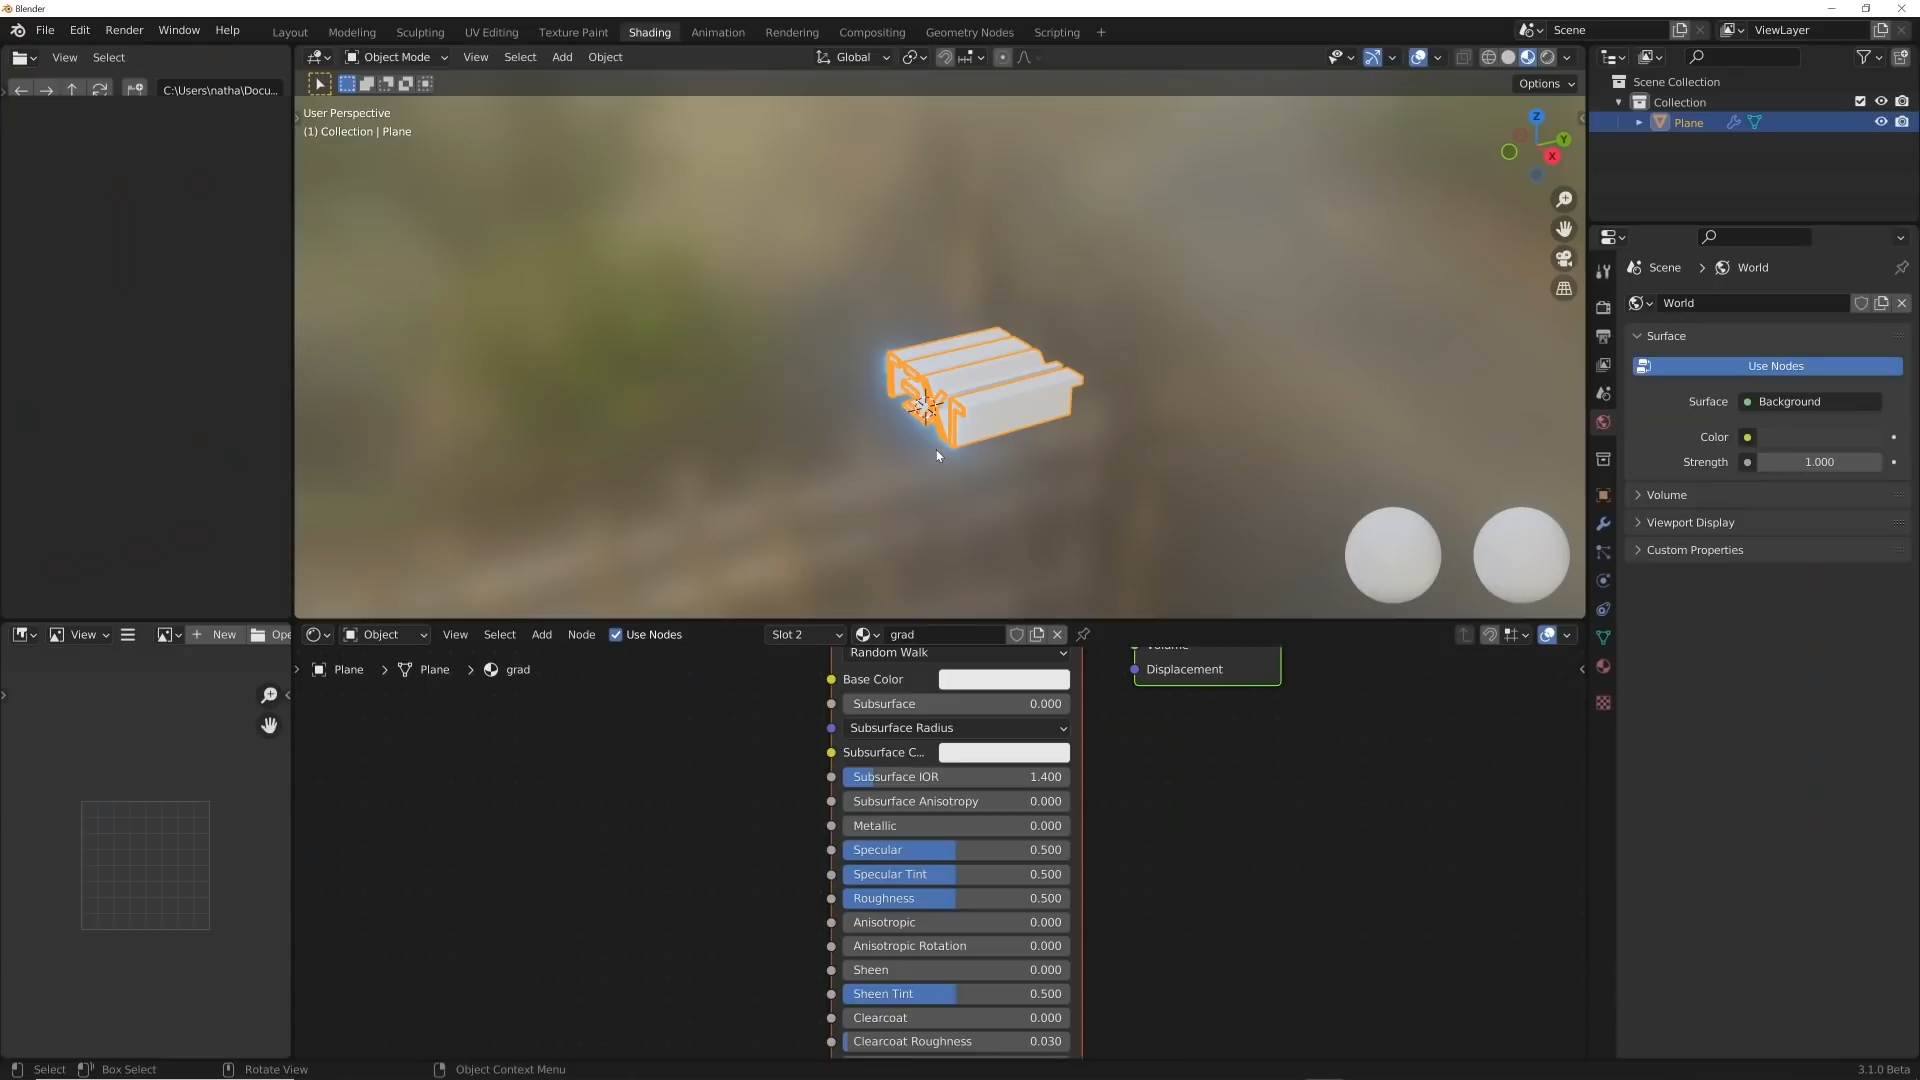 Blender
File Edit Render Window Help
Layout Modeling Sculpting UV Editing Texture Paint Shading Animation Rendering Compositing Geometry Nodes Scripting +
Scene
ViewLayer
View Select
Object Mode View Select Add Object
Global
C:\Users\natha\Docu...
Options
User Perspective
(1) Collection | Plane
Z
Y
X
Scene Collection
Collection
Plane
Scene > World
World
Surface
Use Nodes
Surface Background
Color
Strength 1.000
Volume
Viewport Display
Custom Properties
View
+ New
Ope
Object View Select Add Node Use Nodes
Slot 2
grad
Plane > Plane > grad
Random Walk
Base Color
Subsurface 0.000
Subsurface Radius
Subsurface C...
Subsurface IOR 1.400
Subsurface Anisotropy 0.000
Metallic 0.000
Specular 0.500
Specular Tint 0.500
Roughness 0.500
Anisotropic 0.000
Anisotropic Rotation 0.000
Sheen 0.000
Sheen Tint 0.500
Clearcoat 0.000
Clearcoat Roughness 0.030
Displacement
Select Box Select Rotate View Object Context Menu
3.1.0 Beta